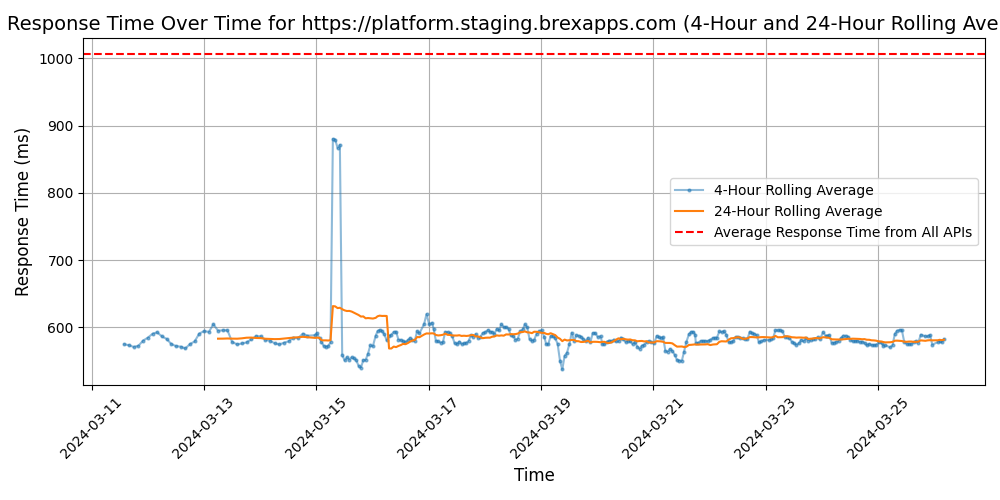 Response Time Over Time for https://platform.staging.brexapps.com (4-Hour and 24-Hour Rolling Ave
1000
900
800
700
600
Response Time (ms)
4-Hour Rolling Average
24-Hour Rolling Average
Average Response Time from All APIs
2024-03-11
2024-03-13
2024-03-15
2024-03-17
2024-03-19
2024-03-21
2024-03-23
2024-03-25
Time